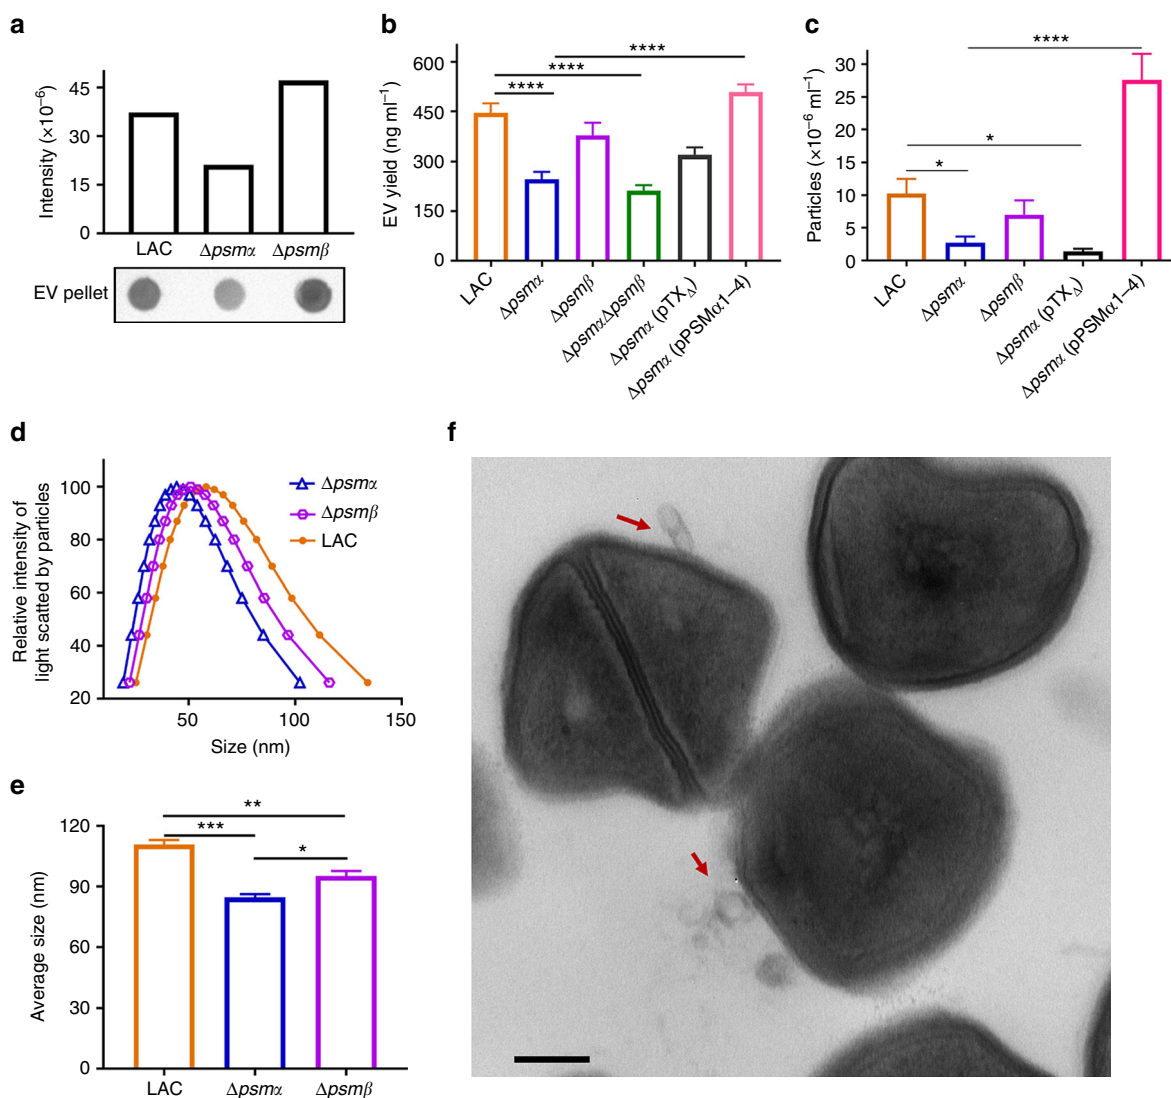 a
45
30
15
0
Intensity (×10⁻⁶)
LAC Δpsmα Δpsmβ
EV pellet
b
600
450
300
150
0
EV yield (ng ml⁻¹)
****
****
****
LAC
Δpsmα
Δpsmβ
ΔpsmαΔpsmβ
Δpsmα (pTXΔ)
Δpsmα (pPSMα1–4)
c
30
25
20
15
10
5
0
Particles (×10⁻⁶ ml⁻¹)
****
*
*
LAC
Δpsmα
Δpsmβ
Δpsmα (pTXΔ)
Δpsmα (pPSMα1–4)
d
100
80
60
40
20
Relative intensity of
light scatted by particles
Δpsmα
Δpsmβ
LAC
50 100 150
Size (nm)
e
120
90
60
30
0
Average size (nm)
**
***
*
LAC Δpsmα Δpsmβ
f